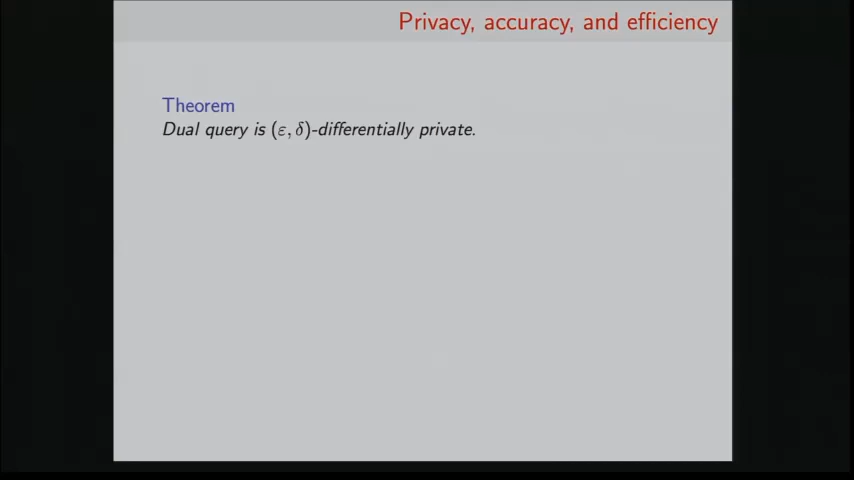 Privacy, accuracy, and efficiency
Theorem
Dual query is (ε, δ)-differentially private.